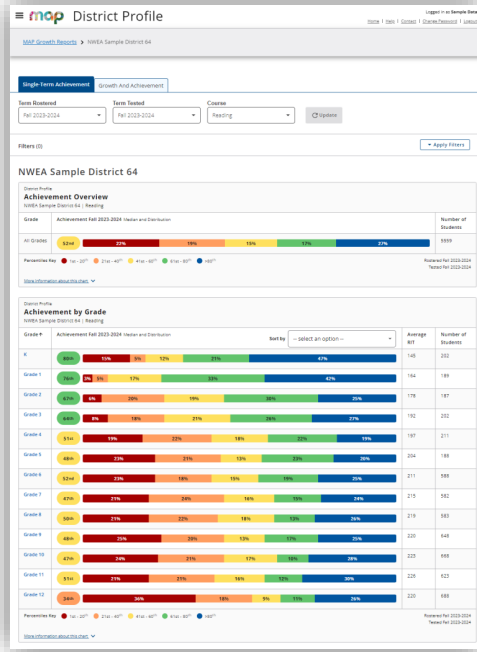 map District Profile
Logged in as Sample Data
Home | Help | Contact | Change Password | Logout
MAP Growth Reports > NWEA Sample District 64
Single-Term Achievement
Growth And Achievement
Term Rostered Term Tested Course
Fall 2023-2024 Fall 2023-2024 Reading Update
Filters (0) Apply Filters
NWEA Sample District 64
District Profile
Achievement Overview
NWEA Sample District 64 | Reading
Grade Achievement Fall 2023-2024 Median and Distribution Number of Students
All Grades 52nd 22% 19% 15% 17% 27%
Percentiles Key 1st - 20th 21st - 40th 41st - 60th 61st - 80th >80th
Rostered Fall 2023-2024
Tested Fall 2023-2024
More information about this chart
District Profile
Achievement by Grade
NWEA Sample District 64 | Reading
Grade Achievement Fall 2023-2024 Median and Distribution Sort by -- select an option -- Average RIT Number of Students
K 15% 5% 12% 21% 47% 145 202
Grade 1 76th 3% 5% 17% 33% 42% 164 189
Grade 2 67th 6% 20% 19% 30% 25% 178 187
Grade 3 64th 8% 18% 21% 26% 27% 192 202
Grade 4 51st 19% 22% 18% 22% 19% 197 211
Grade 5 48th 23% 21% 13% 23% 20% 204
Grade 6 52nd 23% 18% 15% 19% 25% 211
Grade 7 47th 21% 24% 16% 15% 24% 215
Grade 8 50th 21% 22% 18% 13% 26% 219
Grade 9 48th 25% 20% 13% 17% 25% 220
Grade 10 47th 24% 21% 17% 10% 28% 223
Grade 11 51st 21% 21% 16% 12% 30% 226 623
Grade 12 34th 36% 18% 9% 11% 26% 220
Percentiles Key 1st - 20th 21st - 40th 41st - 60th 61st - 80th >80th
Rostered Fall 2023-2024
Tested Fall 2023-2024
More information about this chart